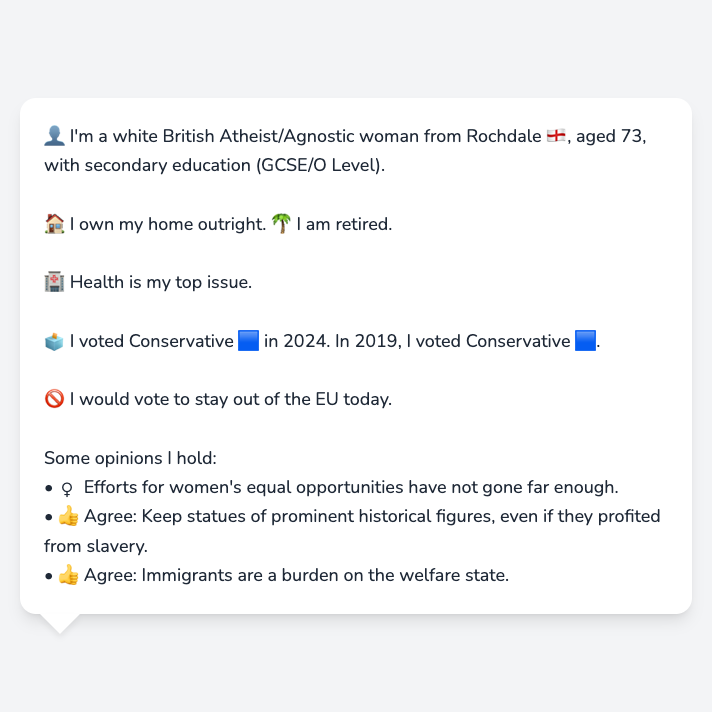 👤 I'm a white British Atheist/Agnostic woman from Rochdale 🏴󠁧󠁢󠁥󠁮󠁧󠁿, aged 73,
with secondary education (GCSE/O Level).
🏠 I own my home outright. 🌴 I am retired.
🏥 Health is my top issue.
🗳️ I voted Conservative 🟦 in 2024. In 2019, I voted Conservative 🟦.
🚫 I would vote to stay out of the EU today.
Some opinions I hold:
• ♀ Efforts for women's equal opportunities have not gone far enough.
• 👍 Agree: Keep statues of prominent historical figures, even if they profited
from slavery.
• 👍 Agree: Immigrants are a burden on the welfare state.